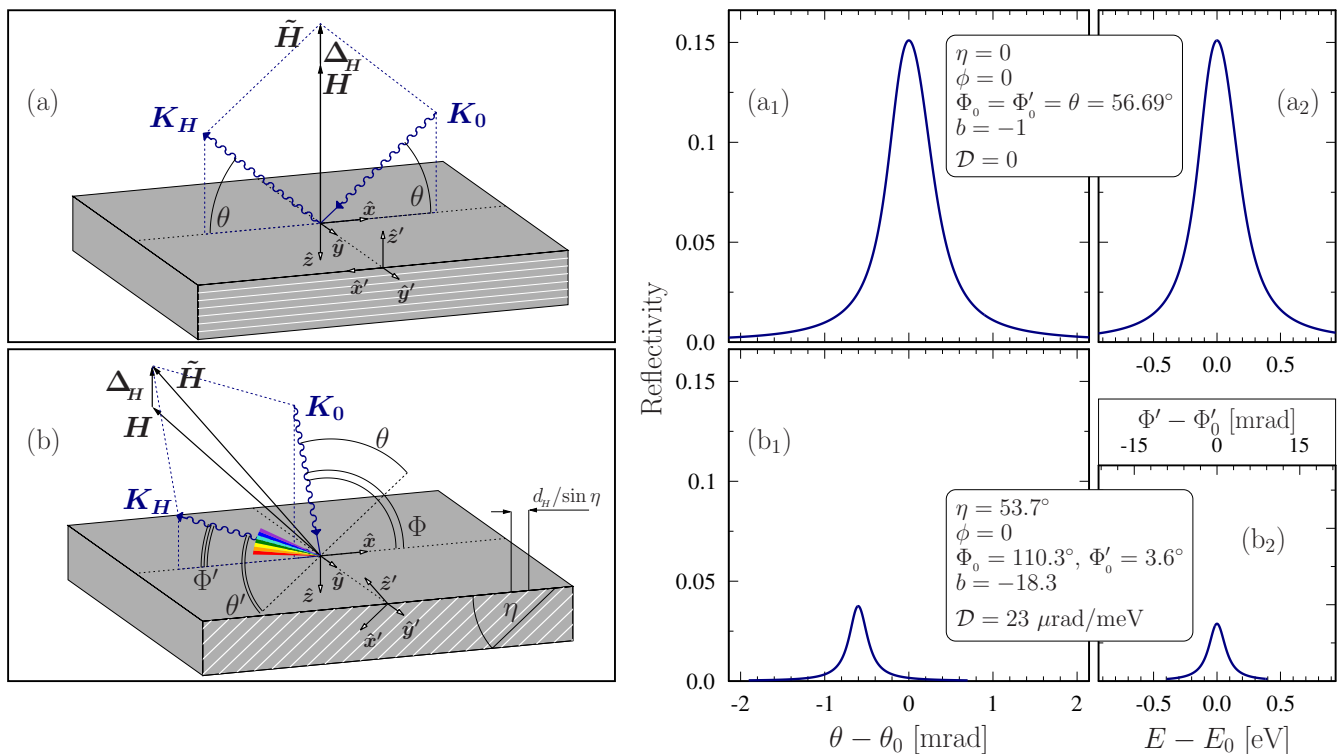 (a)
H̃
Δ_H
H
K_H
K_0
θ
θ
x̂
ŷ
ẑ
ẑ′
x̂′
ŷ′
(b)
Δ_H
H̃
H
K_0
K_H
θ
Φ
d_H/sin η
Φ′
θ′
x̂
ŷ
ẑ
ẑ′
x̂′
ŷ′
η
Reflectivity
0.15
0.1
0.05
0.0
(a₁)
η = 0
ϕ = 0
Φ₀ = Φ₀′ = θ = 56.69°
b = −1
𝒟 = 0
(a₂)
-0.5 0.0 0.5
Φ′ − Φ₀′ [mrad]
-15 0 15
0.15
0.1
0.05
0.0
(b₁)
η = 53.7°
ϕ = 0
Φ₀ = 110.3°, Φ₀′ = 3.6°
b = −18.3
𝒟 = 23 μrad/meV
(b₂)
-2 -1 0 1 2
θ − θ₀ [mrad]
-0.5 0.0 0.5
E − E₀ [eV]